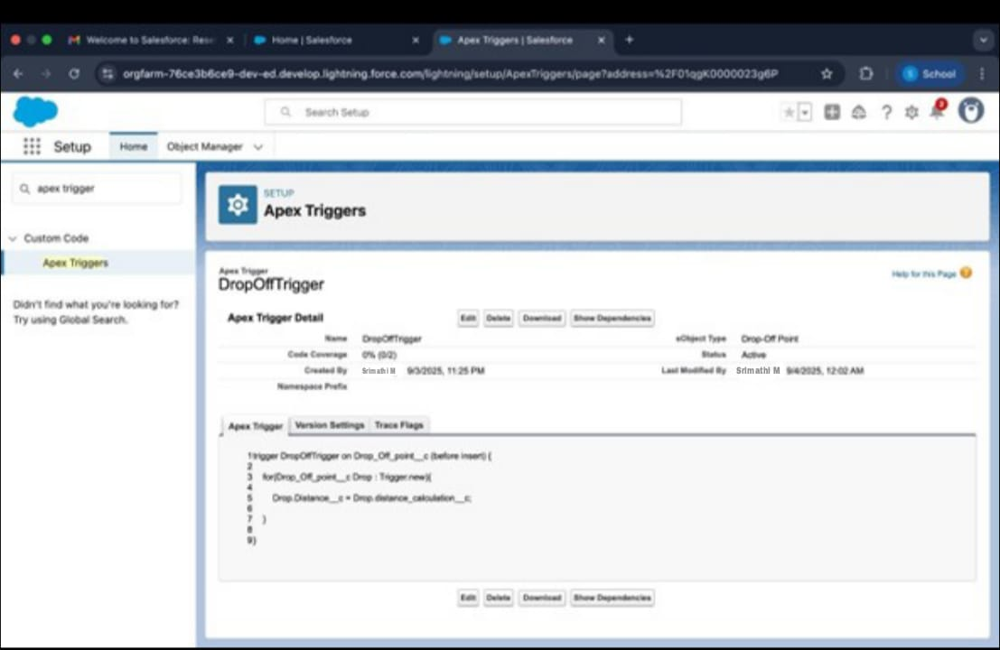 Welcome to Salesforce: Rese
Home | Salesforce
Apex Triggers | Salesforce
orgfarm-76ce3b6ce9-dev-ed.develop.lightning.force.com/lightning/setup/ApexTriggers/page?address=%2F01qgK0000023g6P
School
Search Setup
Setup
Home
Object Manager
apex trigger
Custom Code
Apex Triggers
Didn't find what you're looking for?
Try using Global Search.
SETUP
Apex Triggers
Apex Trigger
DropOffTrigger
Help for this Page
Apex Trigger Detail
Edit Delete Download Show Dependencies
Name DropOffTrigger sObject Type Drop-Off Point
Code Coverage 0% (0/2) Status Active
Created By Srimathi M 9/3/2025, 11:25 PM Last Modified By Srimathi M 9/4/2025, 12:02 AM
Namespace Prefix
Apex Trigger Version Settings Trace Flags
1 trigger DropOffTrigger on Drop_Off_point__c (before insert) {
2
3 for(Drop_Off_point__c Drop : Trigger.new){
4
5 Drop.Distance__c = Drop.distance_calculation__c;
6
7 }
8
9 }
Edit Delete Download Show Dependencies